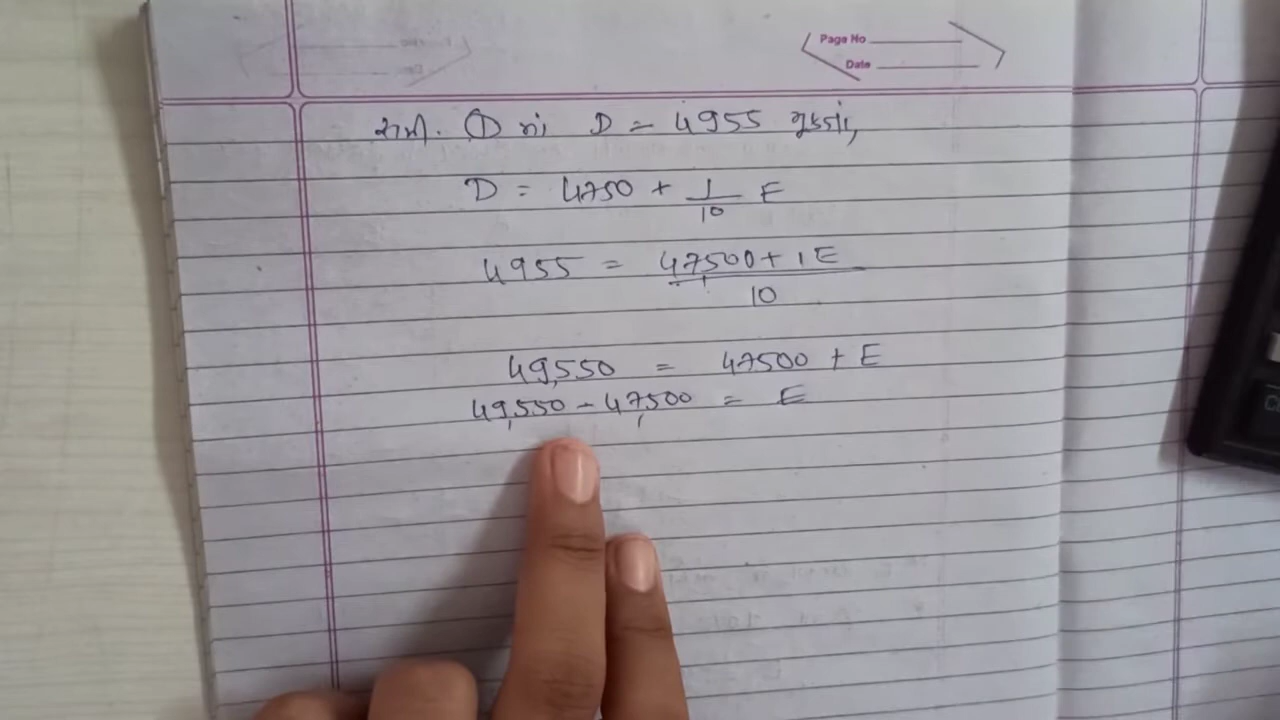 Page No
Date
સમી. ① માં D = 4955 મુકતાં,
D = 4750 + 1/10 E
4955 = 47500 + 1E / 10
49,550 = 47500 + E
49,550 - 47,500 = E